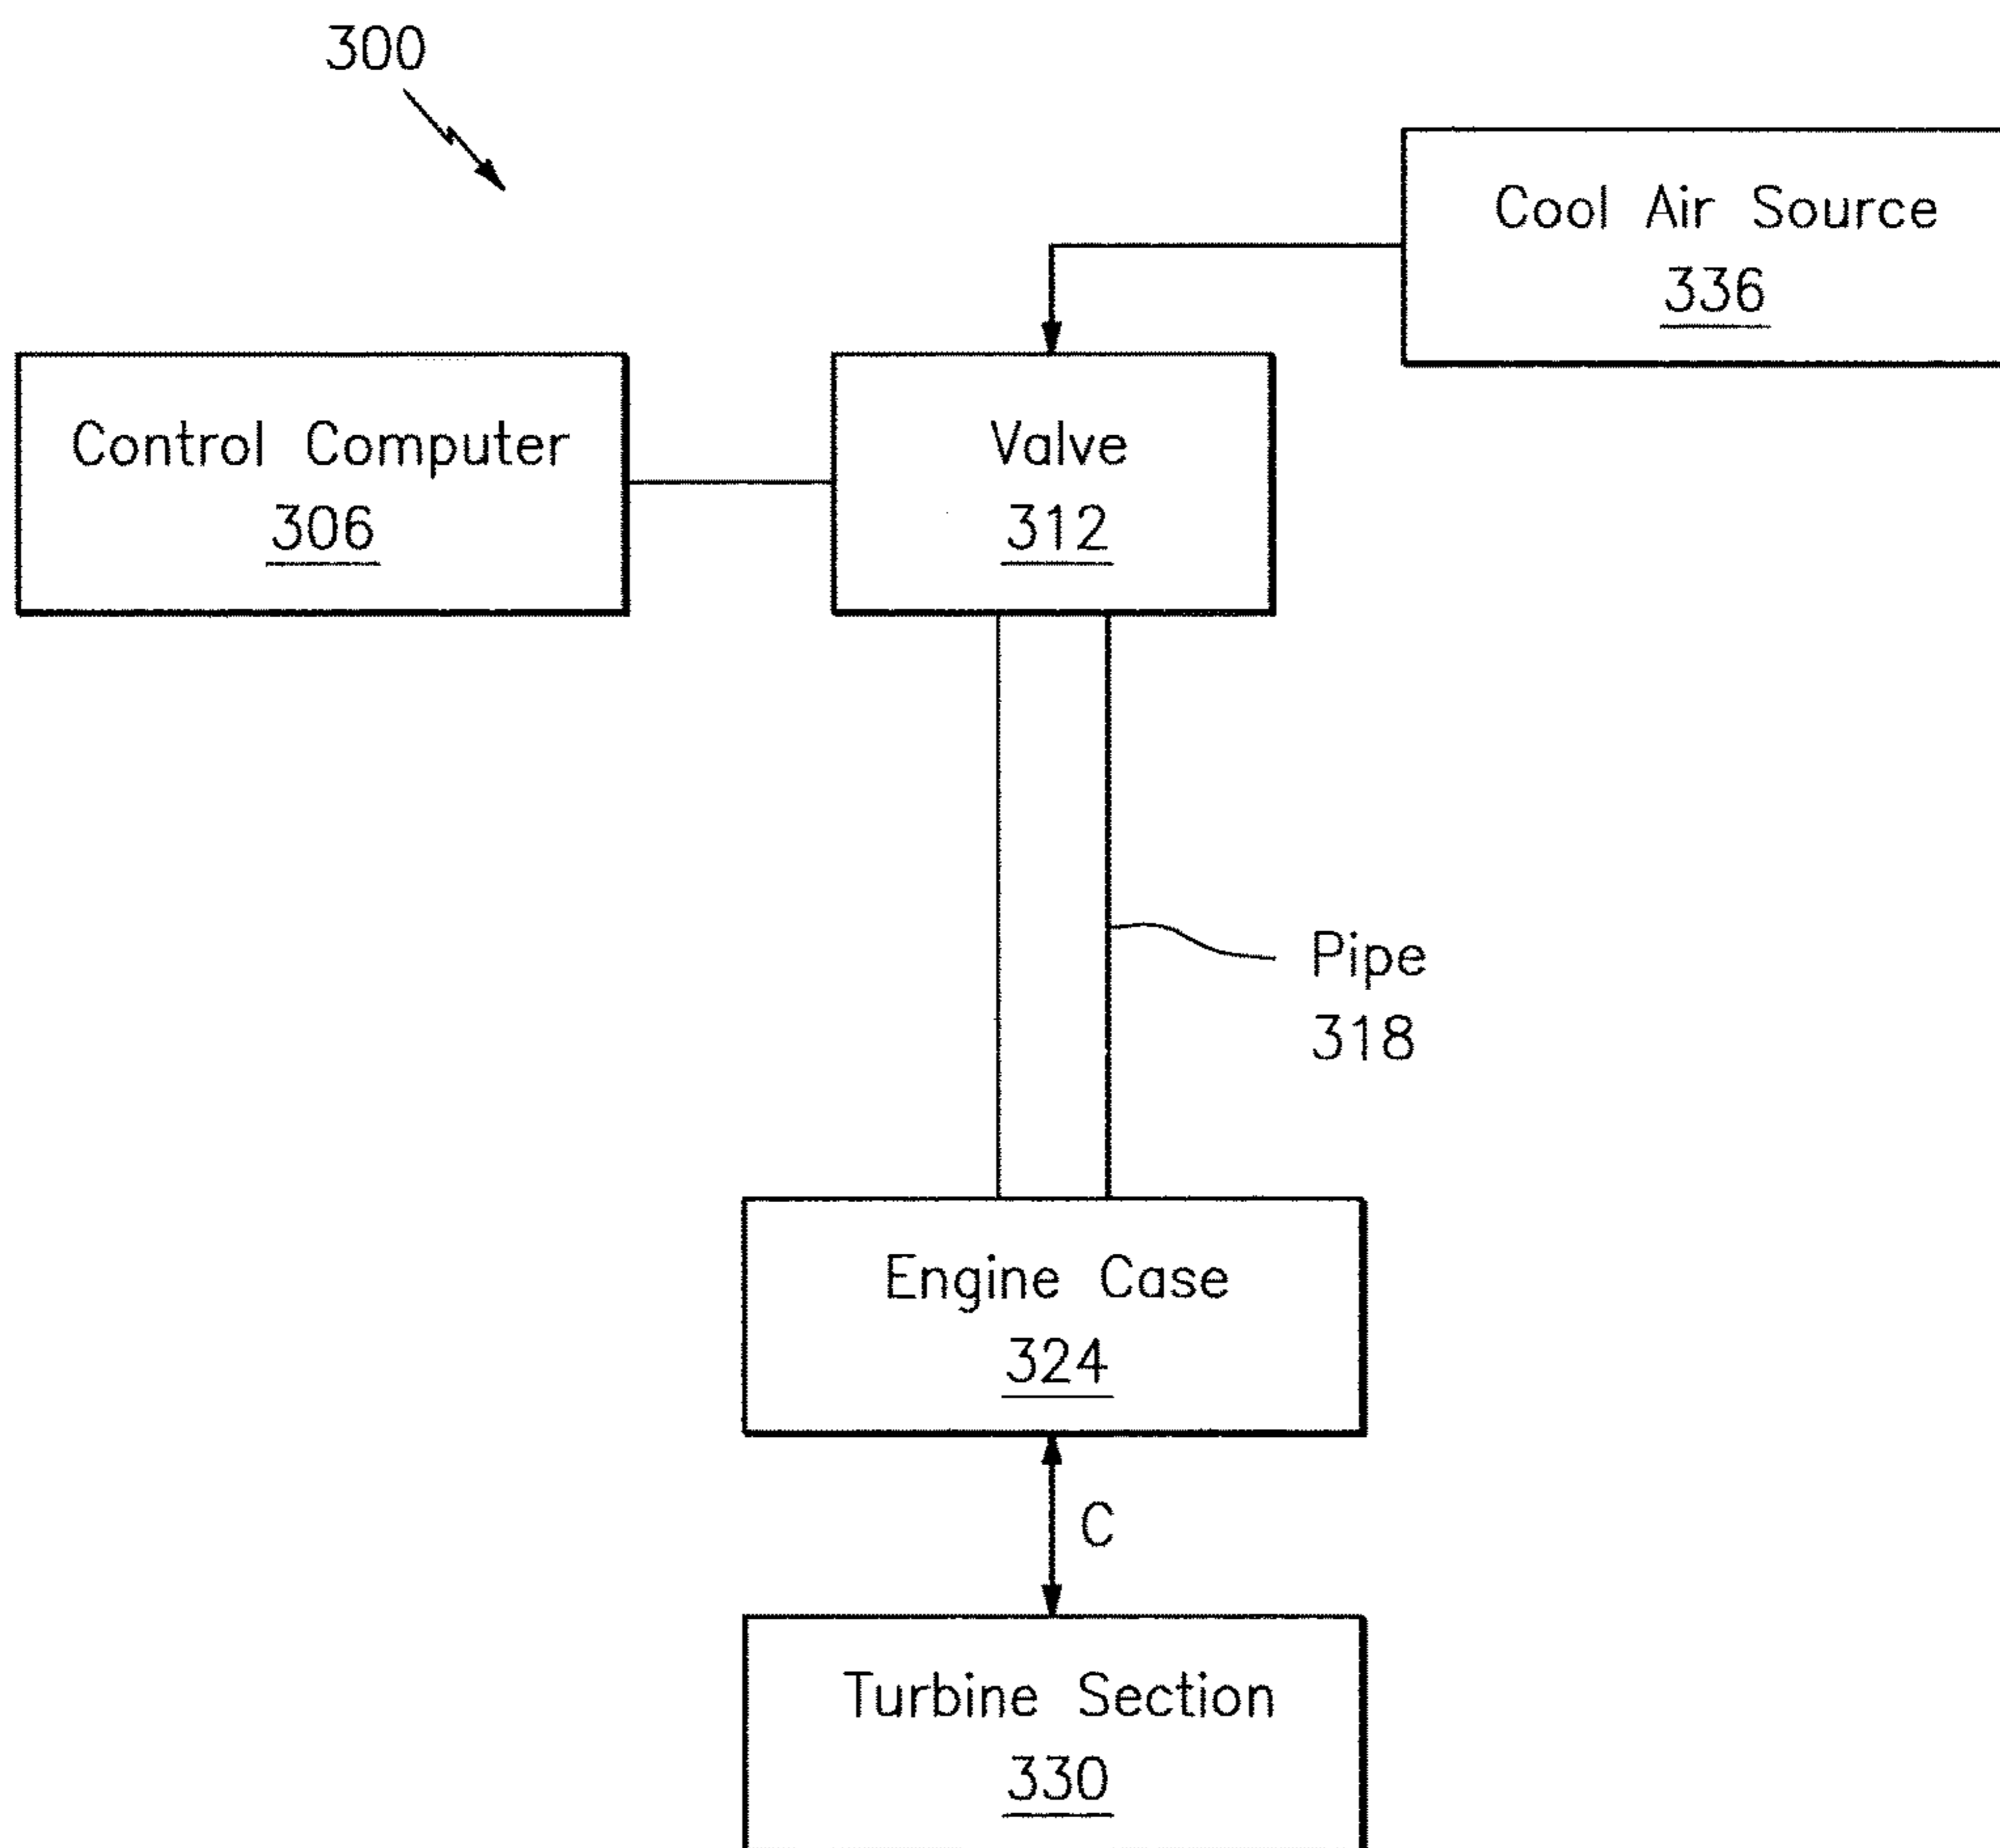 300
Cool Air Source
336
Control Computer
306
Valve
312
Pipe
318
Engine Case
324
C
Turbine Section
330